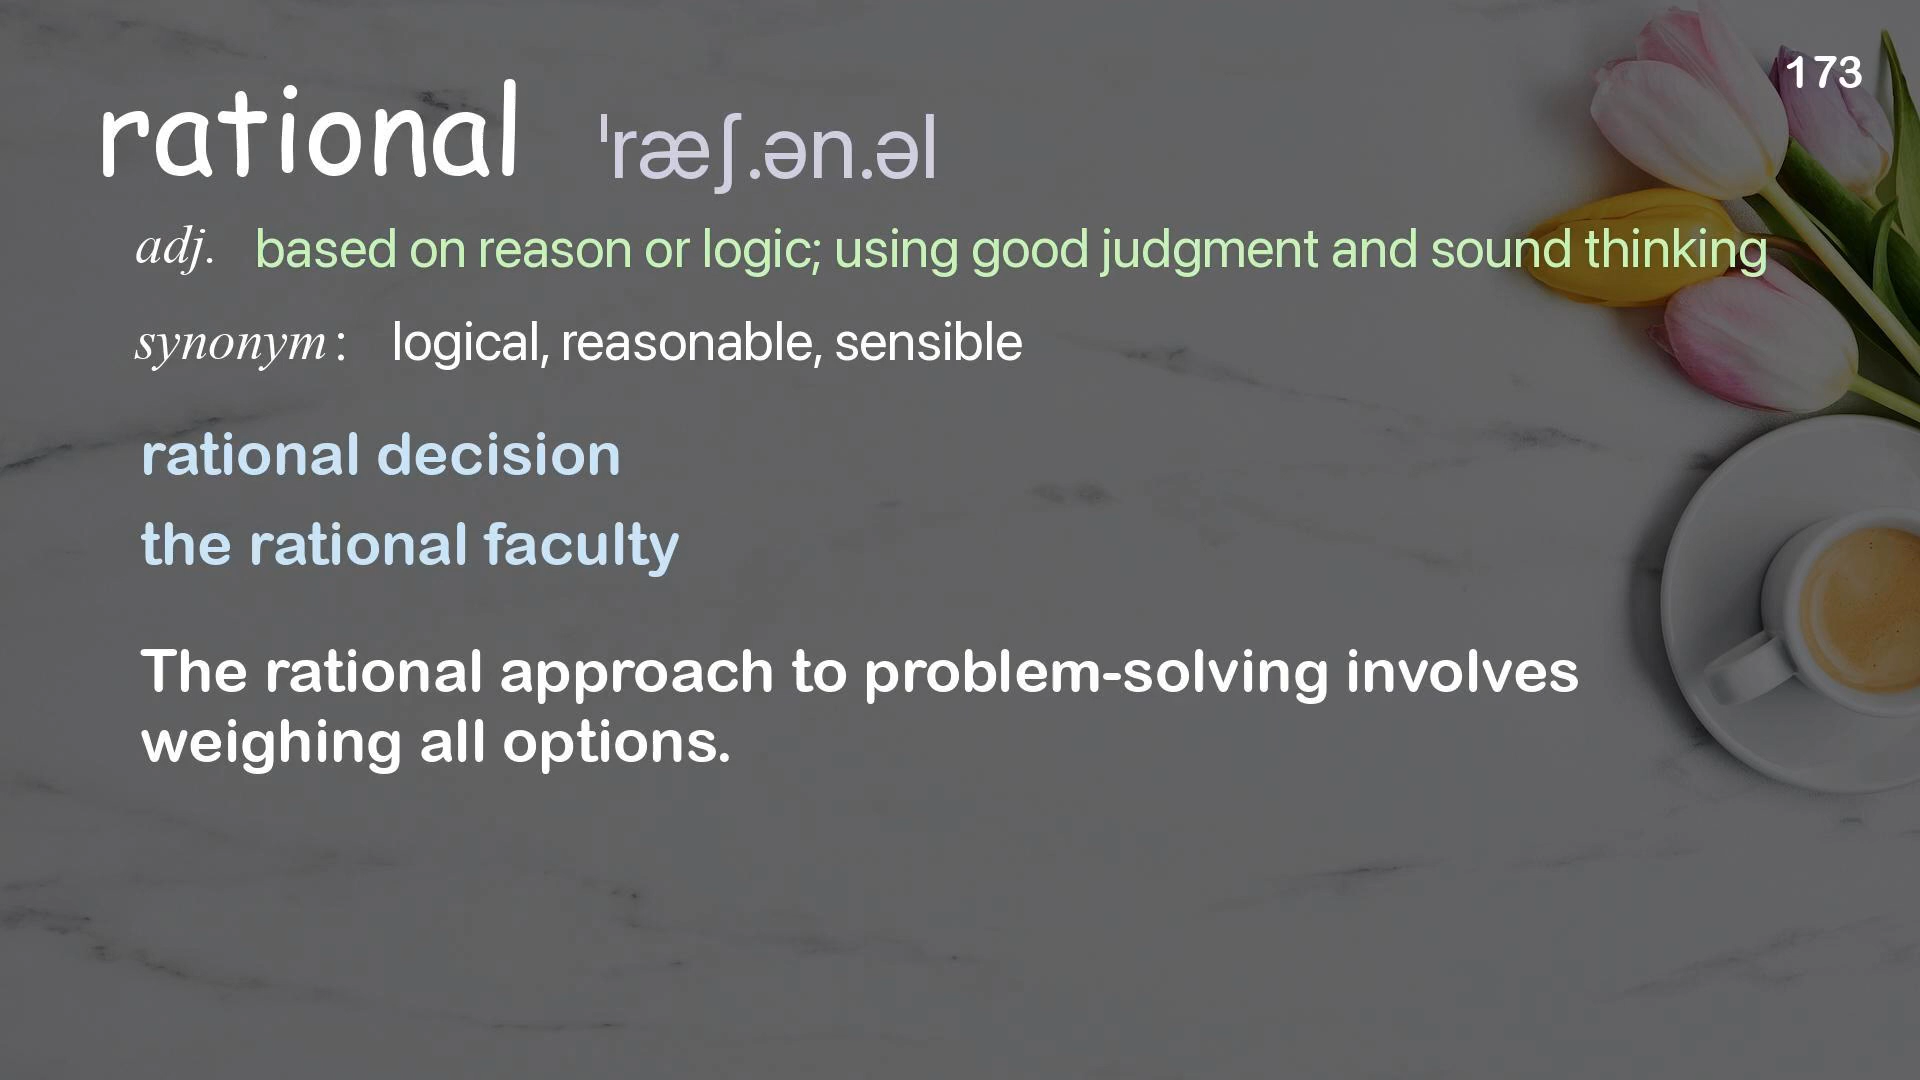 173
rational ˈræʃ.ən.əl
adj. based on reason or logic; using good judgment and sound thinking
synonym : logical, reasonable, sensible
rational decision
the rational faculty
The rational approach to problem-solving involves
weighing all options.